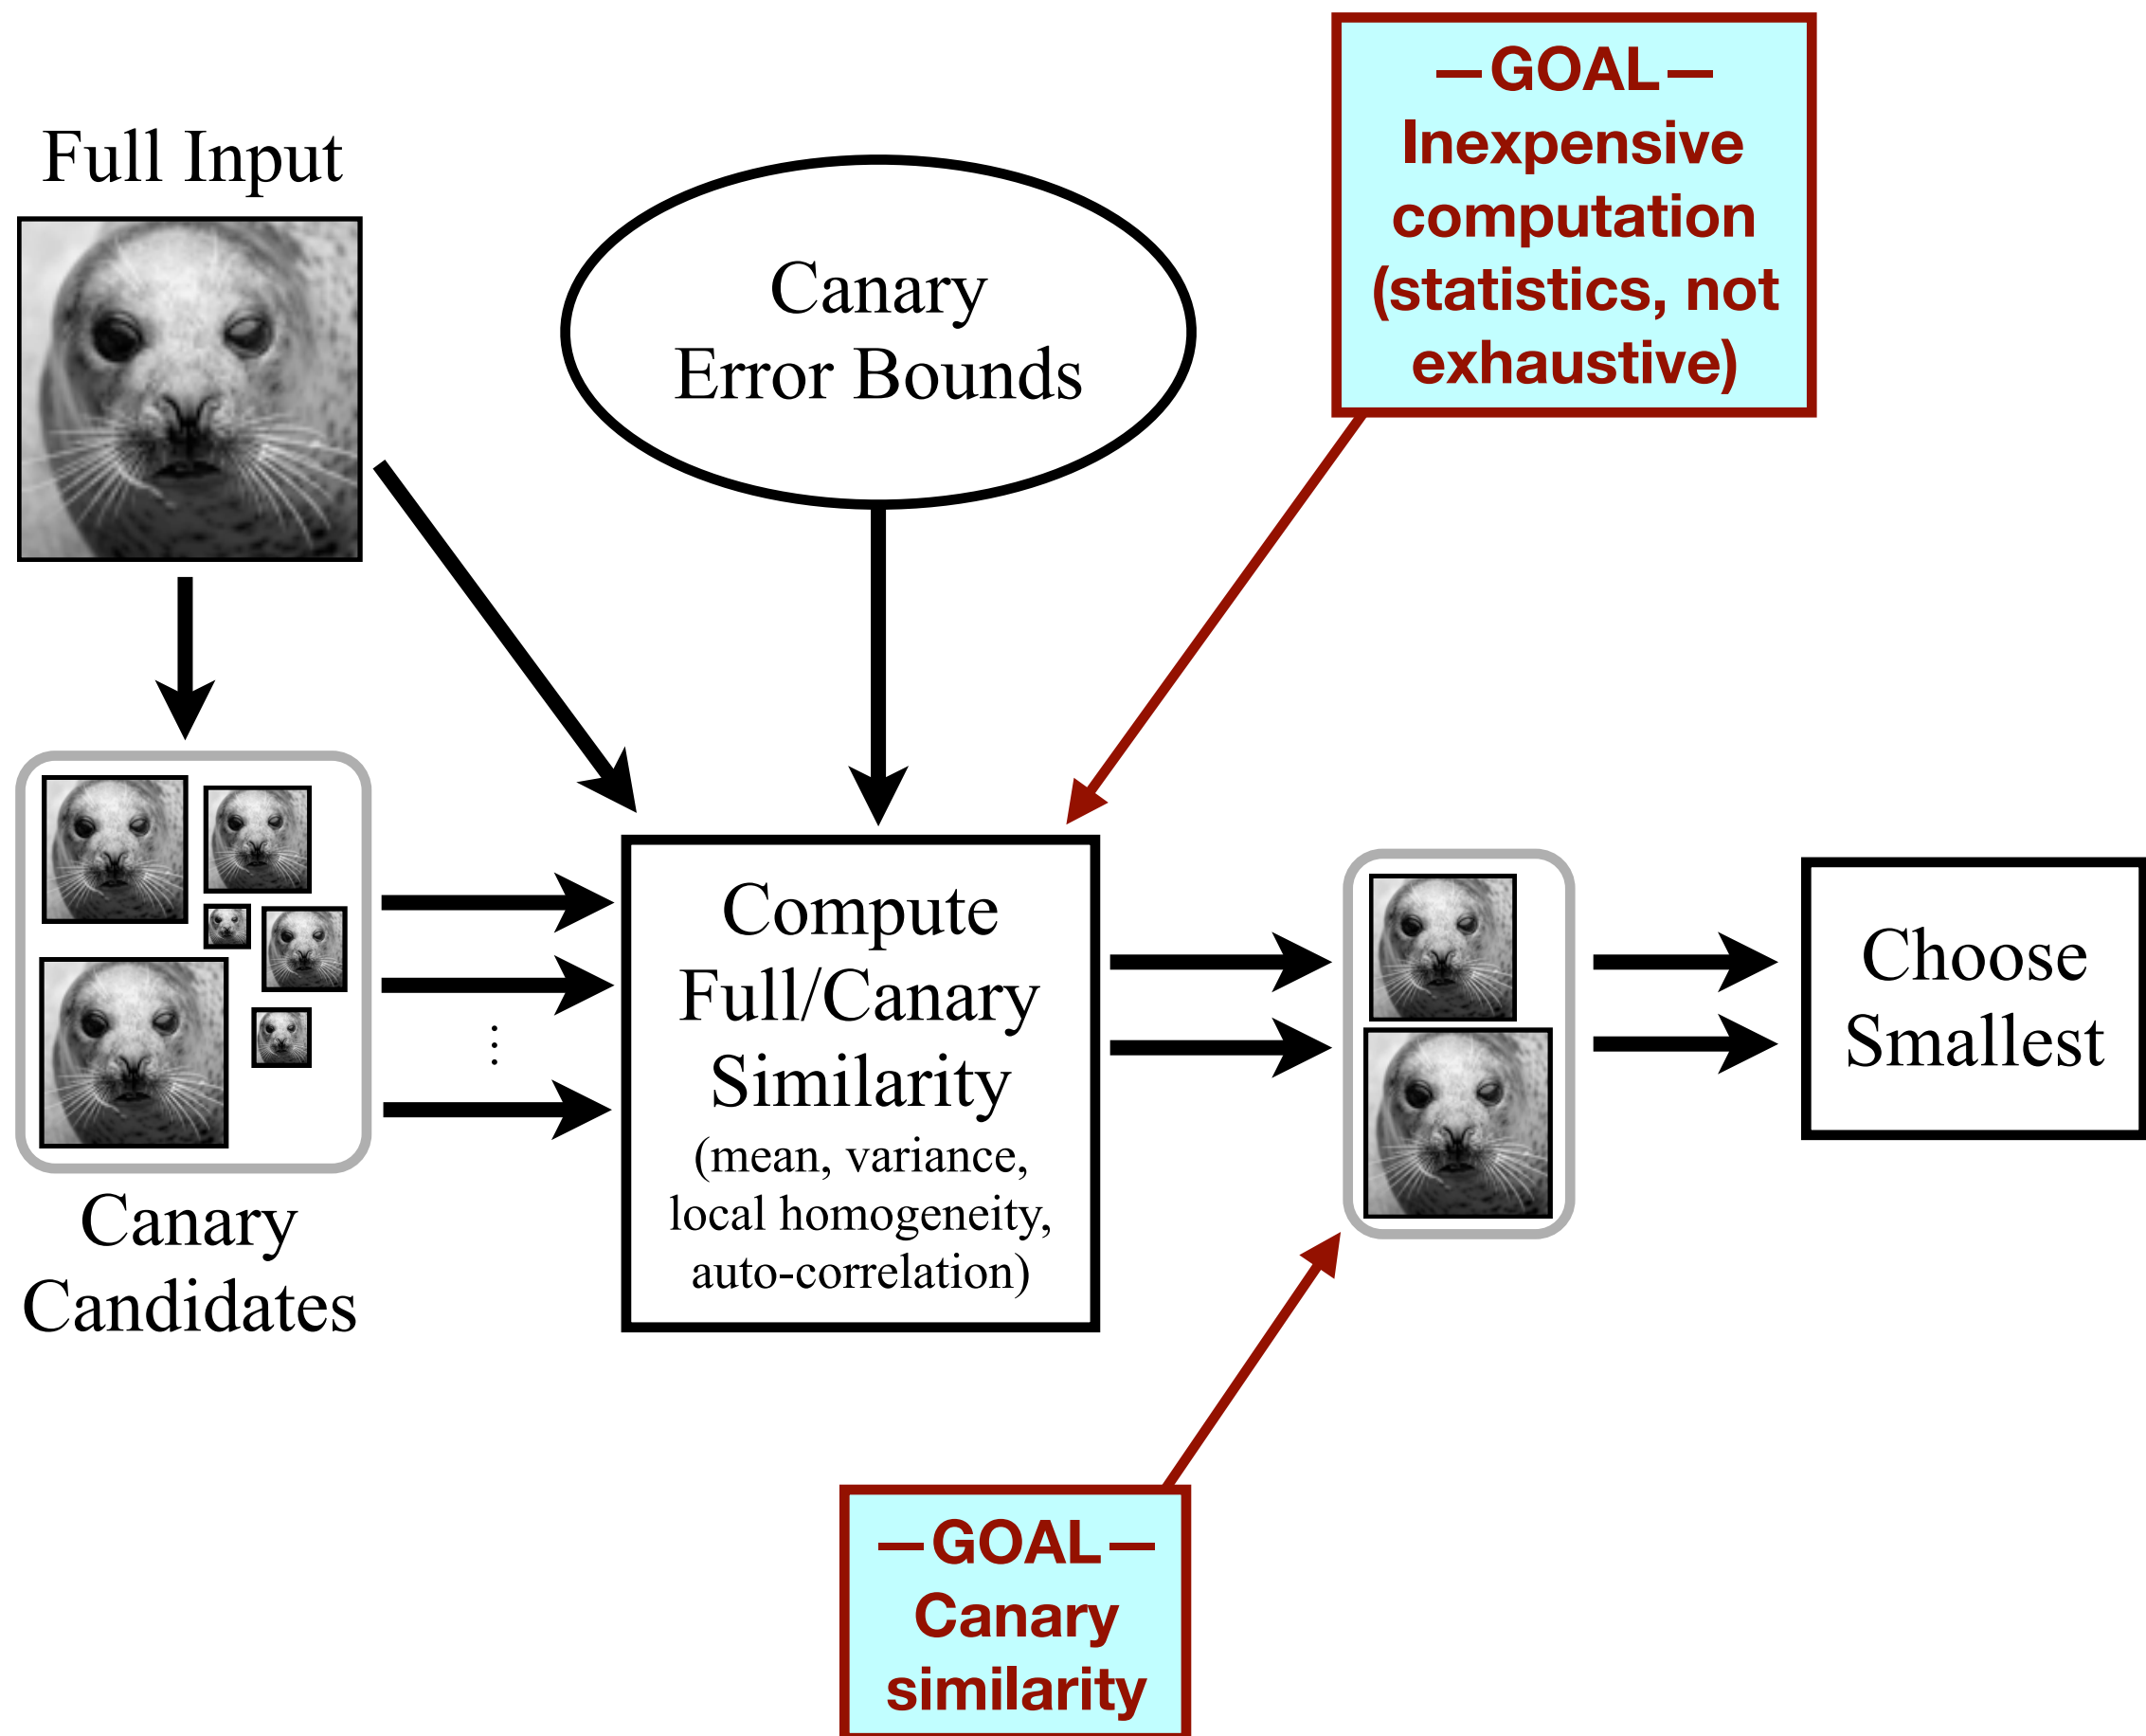 Full Input
Canary
Error Bounds
—GOAL—
Inexpensive
computation
(statistics, not
exhaustive)
Canary
Candidates
⋮
Compute
Full/Canary
Similarity
(mean, variance,
local homogeneity,
auto-correlation)
Choose
Smallest
—GOAL—
Canary
similarity